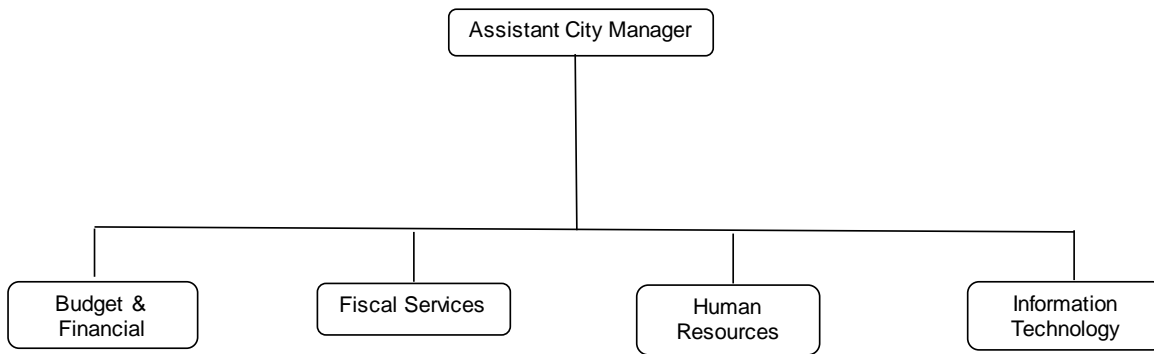 Assistant City Manager
Budget &
Financial
Fiscal Services
Human
Resources
Information
Technology